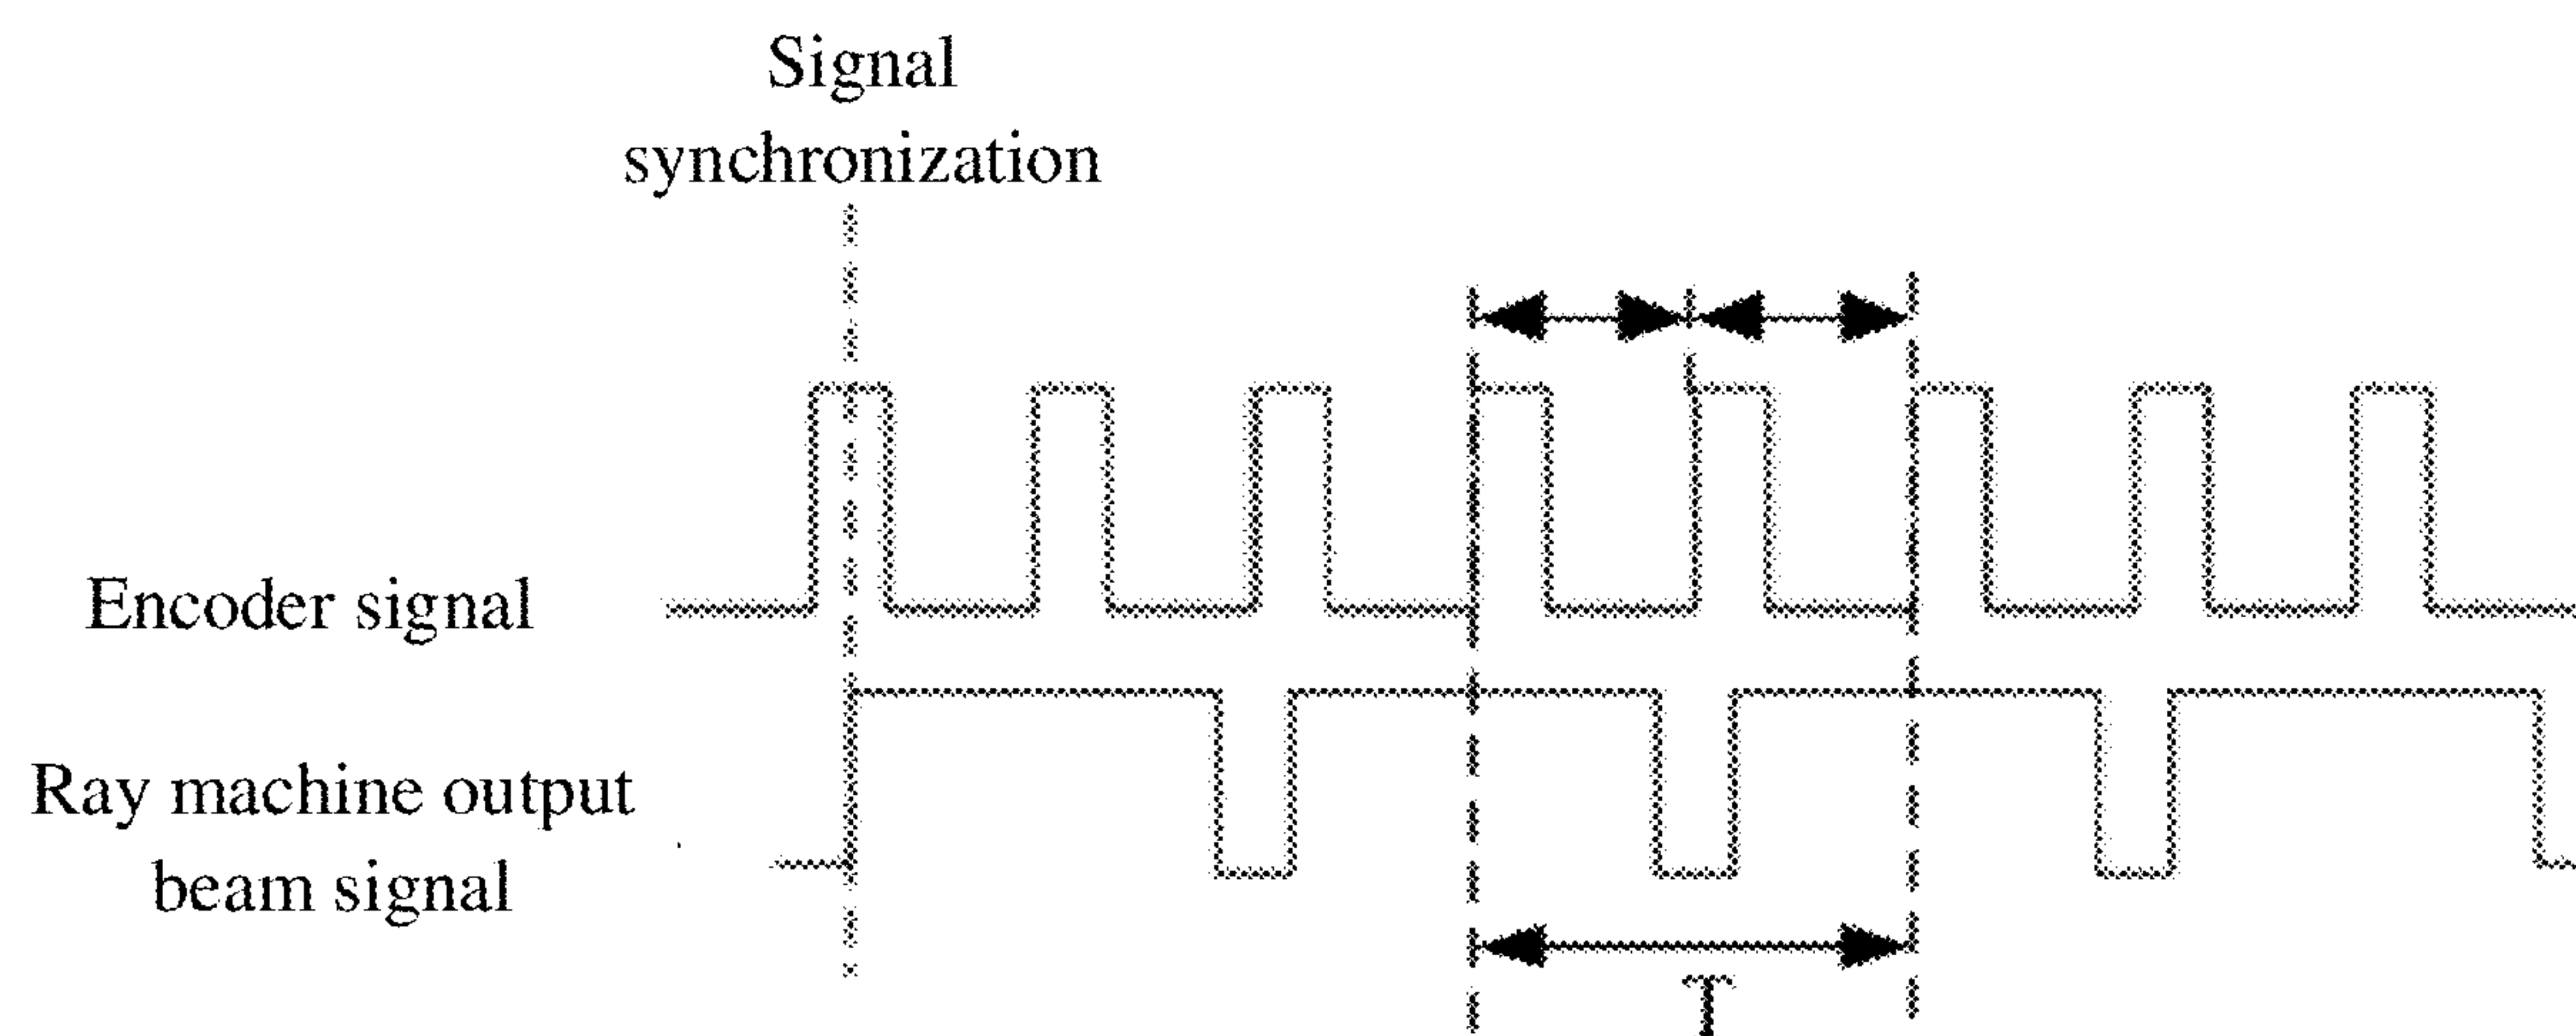 Signal
synchronization
Encoder signal
Ray machine output
beam signal
T